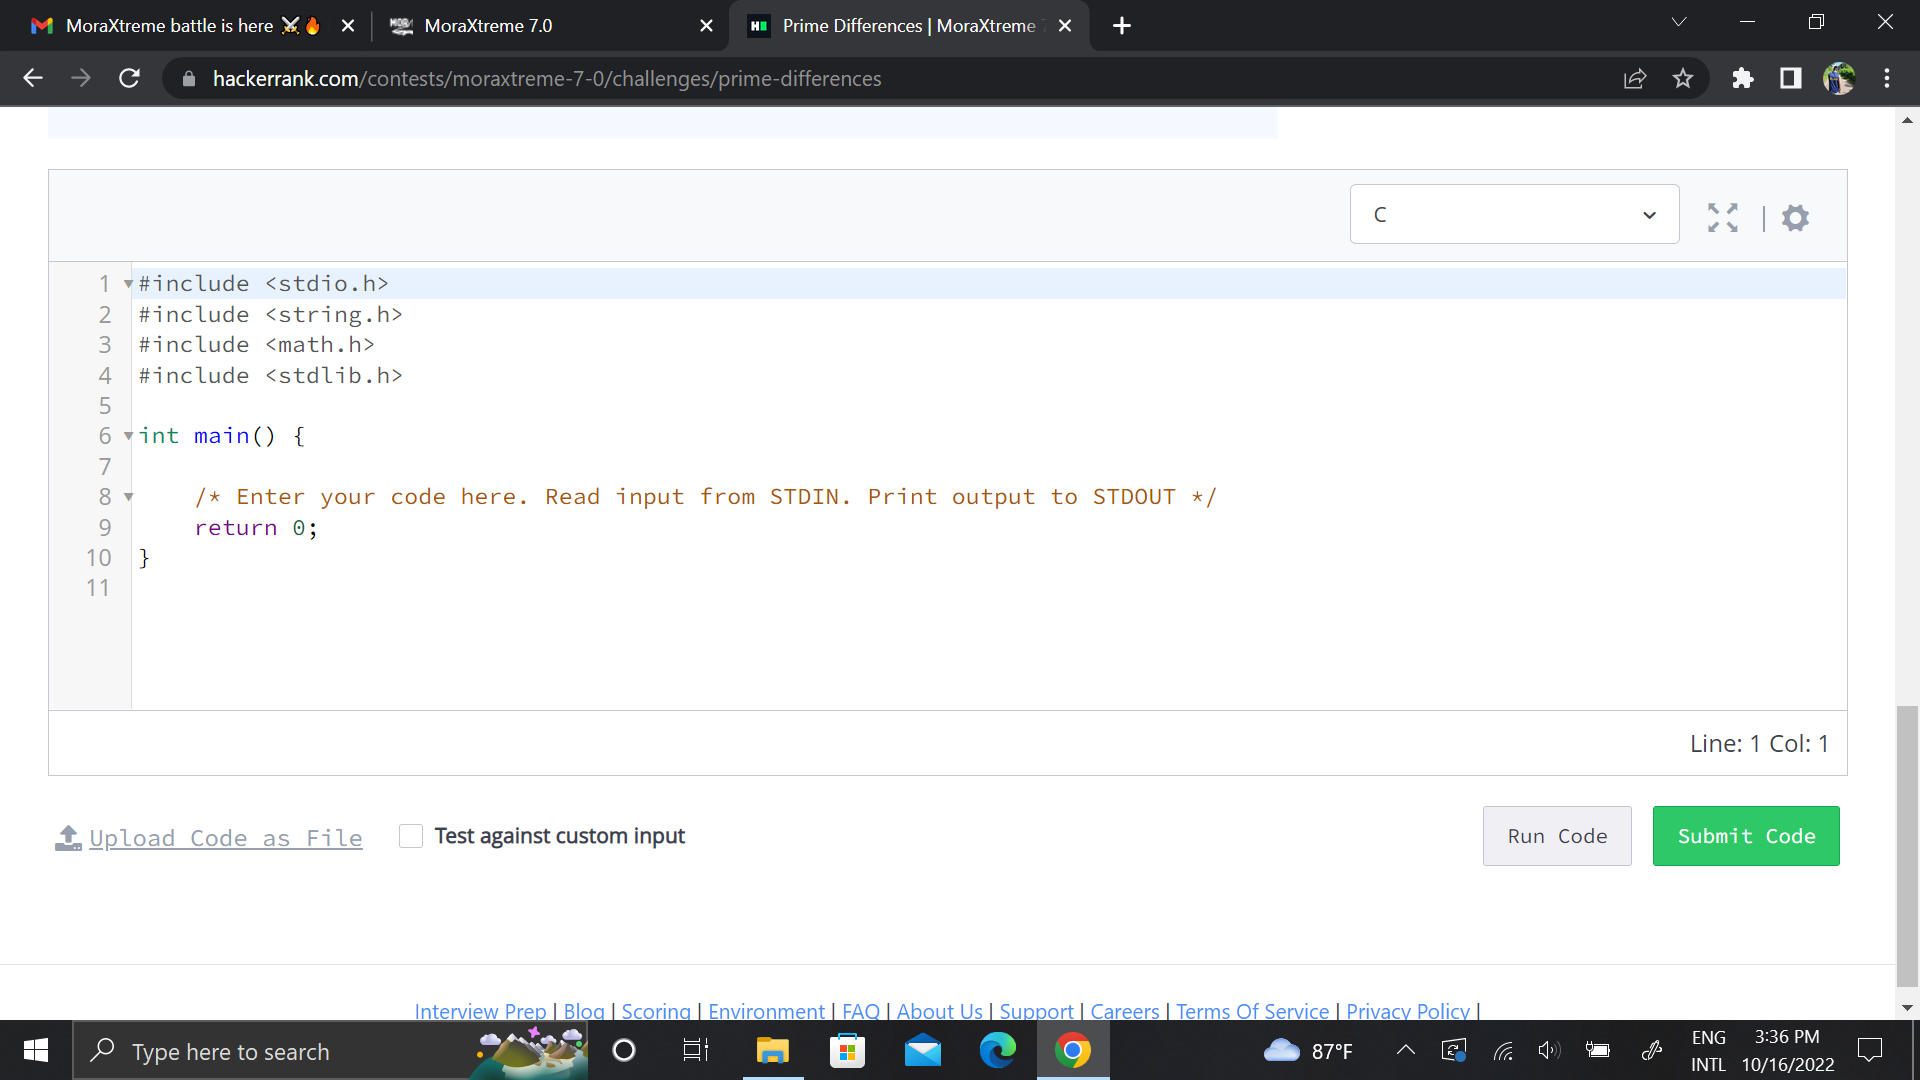 MoraXtreme battle is here ⚔🔥
MoraXtreme 7.0
Prime Differences | MoraXtreme 7
hackerrank.com/contests/moraxtreme-7-0/challenges/prime-differences
C
1 #include <stdio.h>
2 #include <string.h>
3 #include <math.h>
4 #include <stdlib.h>
5
6 int main() {
7
8     /* Enter your code here. Read input from STDIN. Print output to STDOUT */
9     return 0;
10 }
11
Line: 1 Col: 1
Upload Code as File
Test against custom input
Run Code
Submit Code
Interview Prep | Blog | Scoring | Environment | FAQ | About Us | Support | Careers | Terms Of Service | Privacy Policy |
Type here to search
87°F
ENG
INTL
3:36 PM
10/16/2022